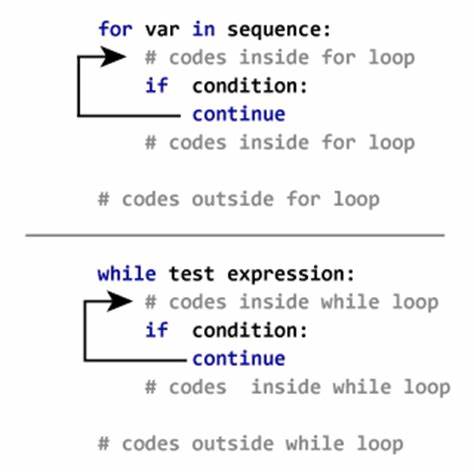 for var in sequence:
# codes inside for loop
if condition:
continue
# codes inside for loop
# codes outside for loop
while test expression:
# codes inside while loop
if condition:
continue
# codes inside while loop
# codes outside while loop